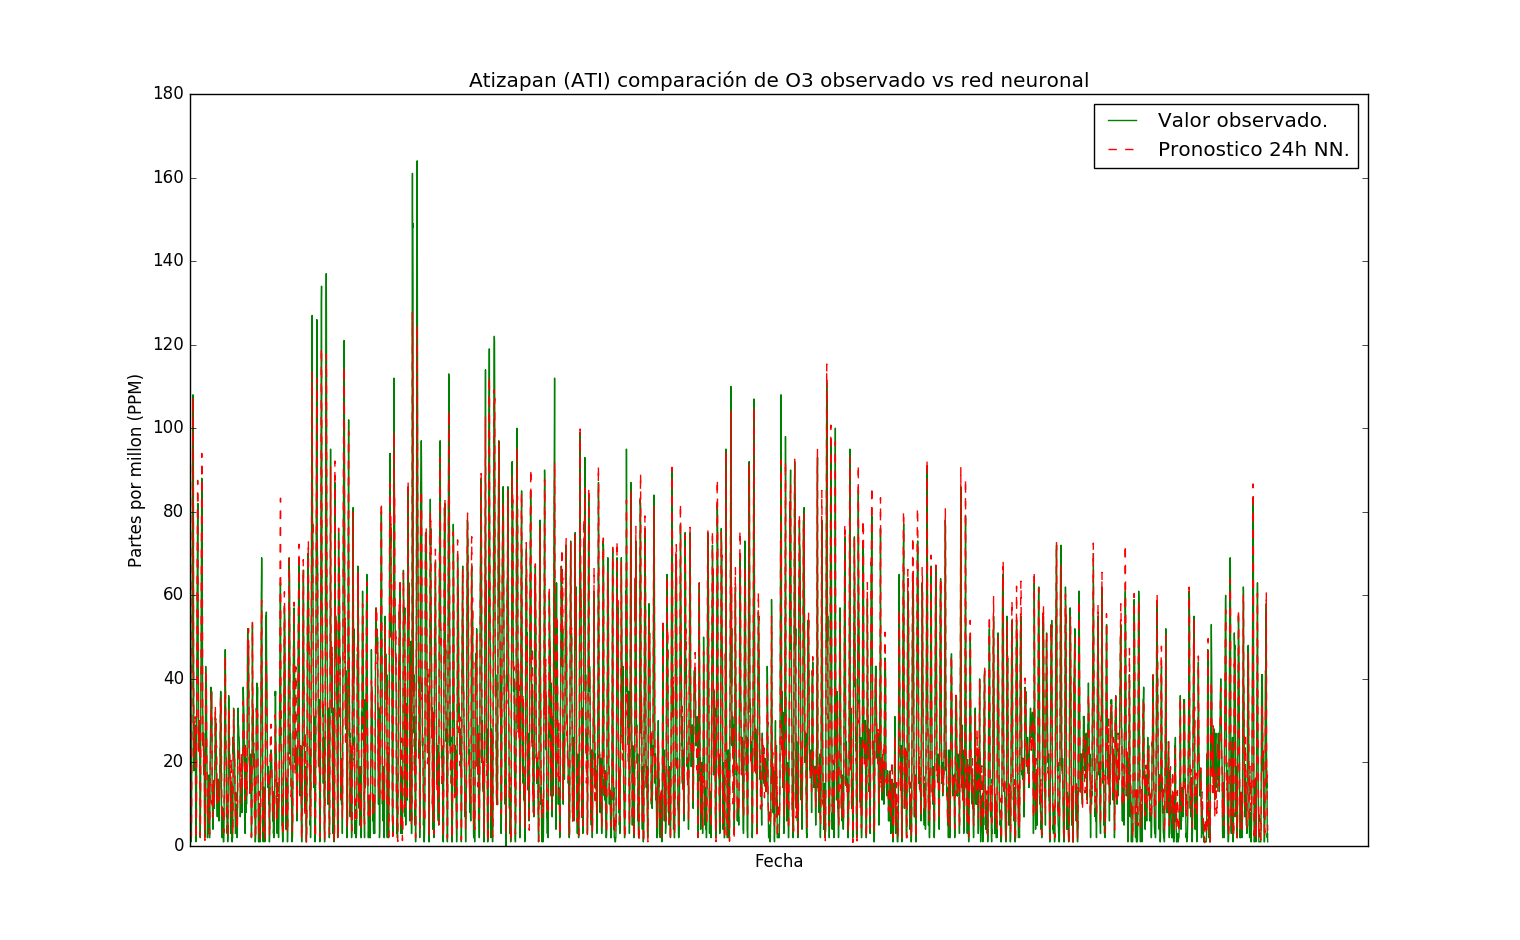 Atizapan (ATI) comparación de O3 observado vs red neuronal
Valor observado.
Pronostico 24h NN.
Partes por millon (PPM)
180
160
140
120
100
80
60
40
20
0
Fecha